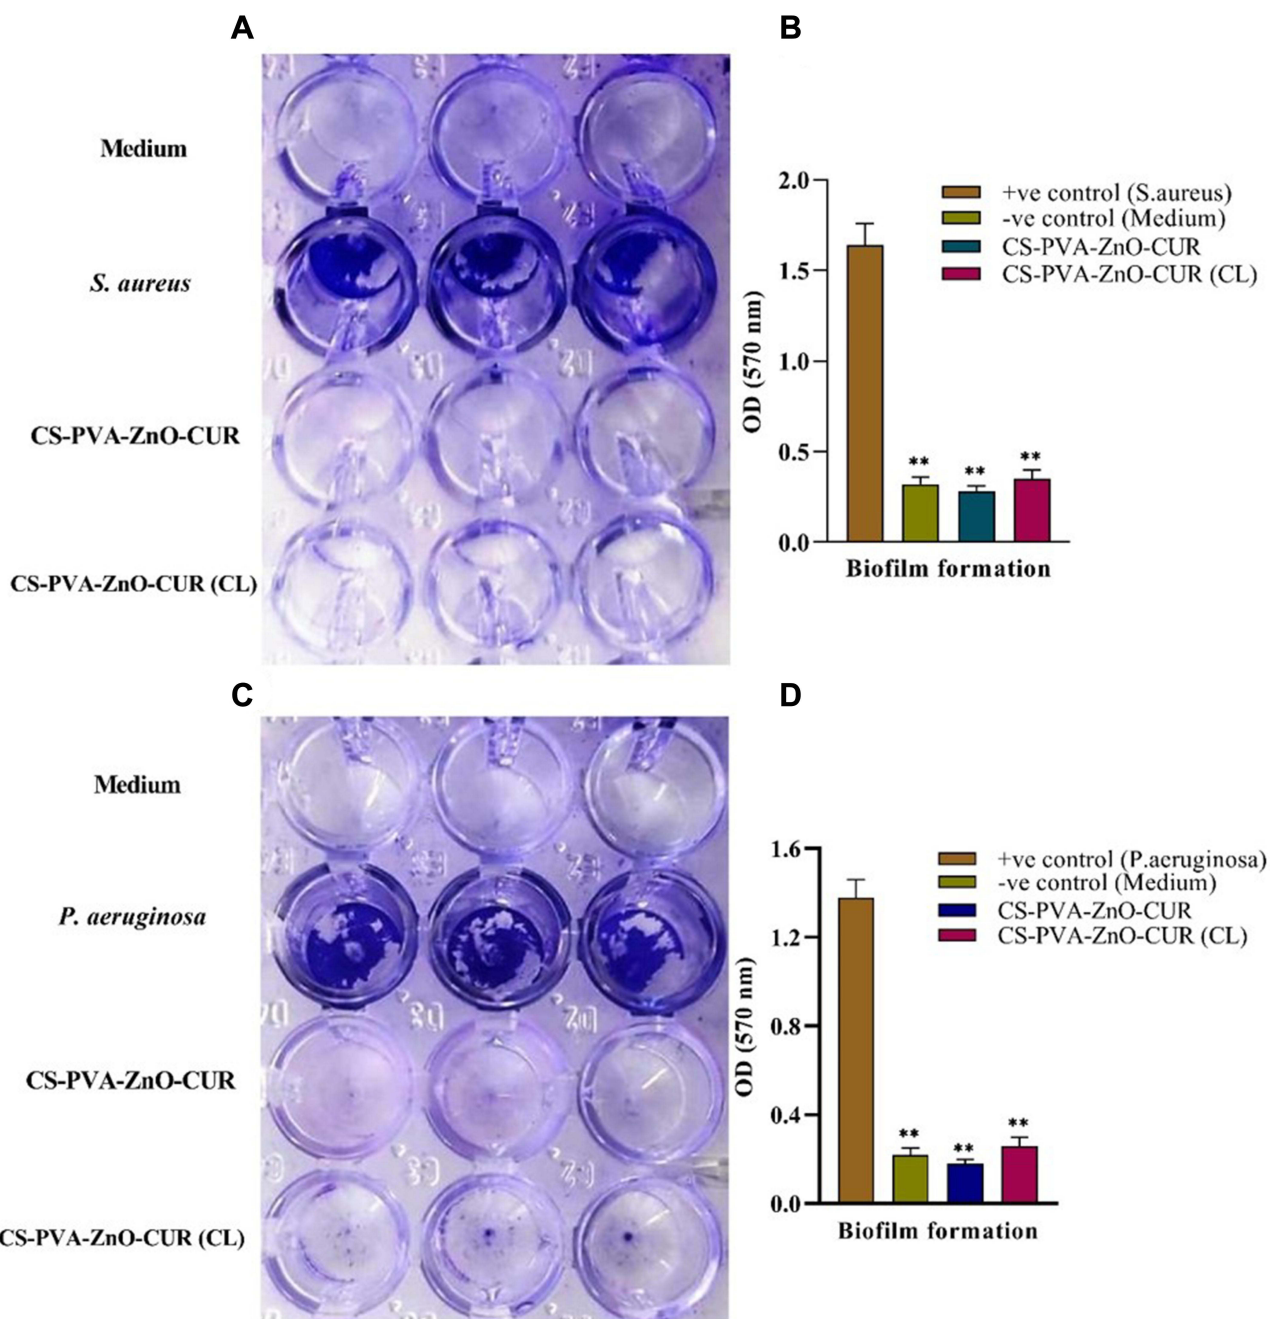 A
B
Medium
S. aureus
CS-PVA-ZnO-CUR
CS-PVA-ZnO-CUR (CL)
2.0
1.5
1.0
0.5
0.0
OD (570 nm)
+ve control (S.aureus)
-ve control (Medium)
CS-PVA-ZnO-CUR
CS-PVA-ZnO-CUR (CL)
**
**
**
Biofilm formation
C
D
Medium
P. aeruginosa
CS-PVA-ZnO-CUR
CS-PVA-ZnO-CUR (CL)
1.6
1.2
0.8
0.4
0.0
OD (570 nm)
+ve control (P.aeruginosa)
-ve control (Medium)
CS-PVA-ZnO-CUR
CS-PVA-ZnO-CUR (CL)
**
**
**
Biofilm formation